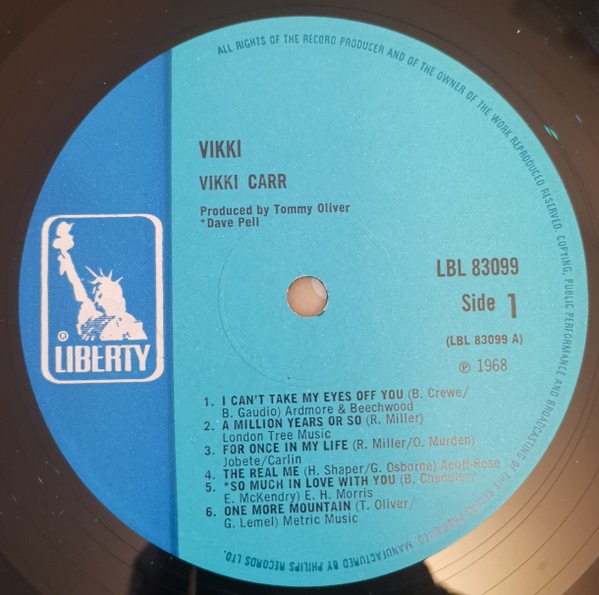 ALL RIGHTS OF THE RECORD PRODUCER AND OF THE OWNER OF THE WORK REPRODUCED RESERVED. COPYING, PUBLIC PERFORMANCE AND BROADCASTING OF THIS RECORD PROHIBITED. MANUFACTURED BY PHILIPS RECORDS LTD.
VIKKI
VIKKI CARR
Produced by Tommy Oliver
*Dave Pell
LBL 83099
Side 1
(LBL 83099 A)
℗ 1968
® LIBERTY
1. I CAN'T TAKE MY EYES OFF YOU (B. Crewe/
B. Gaudio) Ardmore & Beechwood
2. A MILLION YEARS OR SO (R. Miller)
London Tree Music
3. FOR ONCE IN MY LIFE (R. Miller/O. Murden)
Jobete/Carlin
4. THE REAL ME (H. Shaper/G. Osborne) Acuff-Rose
5. *SO MUCH IN LOVE WITH YOU (B. Chandler/
E. McKendry) E. H. Morris
6. ONE MORE MOUNTAIN (T. Oliver/
G. Lemel) Metric Music